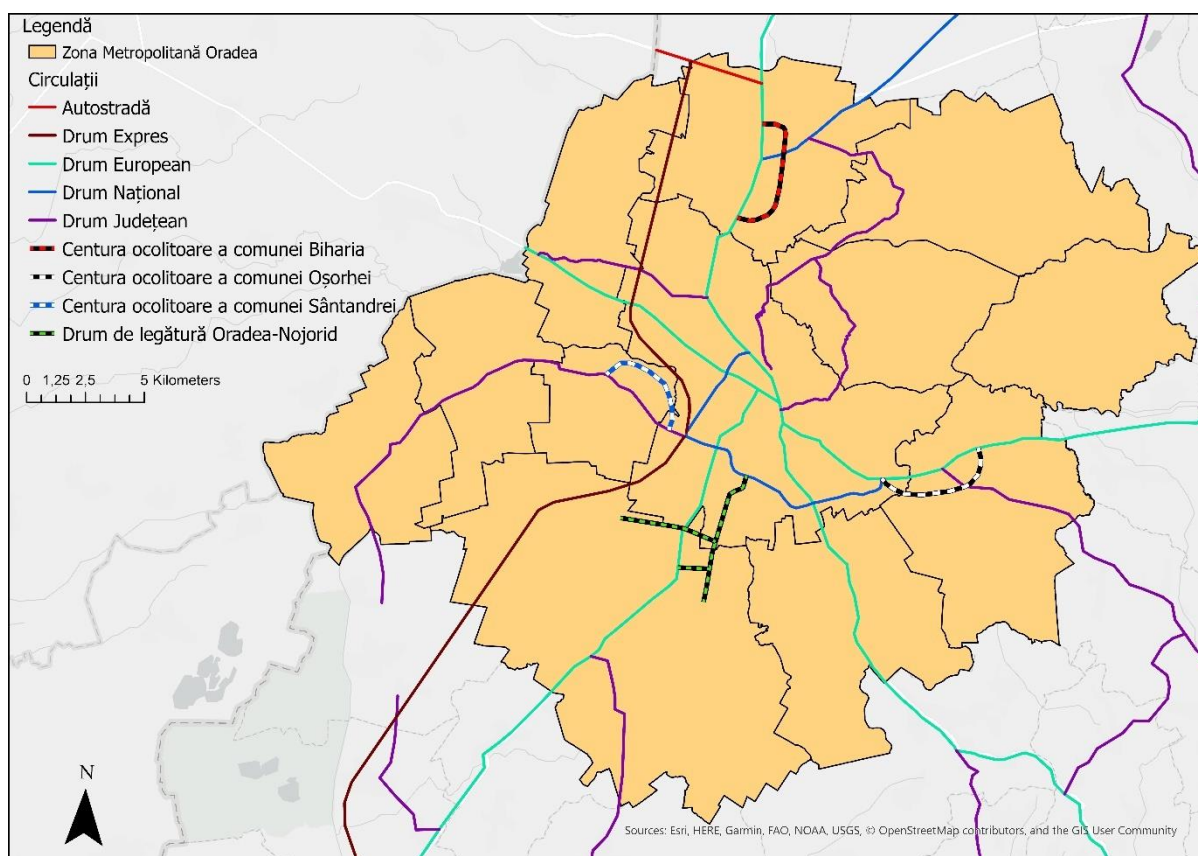 Legendă
Zona Metropolitană Oradea
Circulații
Autostradă
Drum Expres
Drum European
Drum Național
Drum Județean
Centura ocolitoare a comunei Biharia
Centura ocolitoare a comunei Oșorhei
Centura ocolitoare a comunei Sântandrei
Drum de legătură Oradea-Nojorid
0 1,25 2,5 5 Kilometers
N
Sources: Esri, HERE, Garmin, FAO, NOAA, USGS, © OpenStreetMap contributors, and the GIS User Community